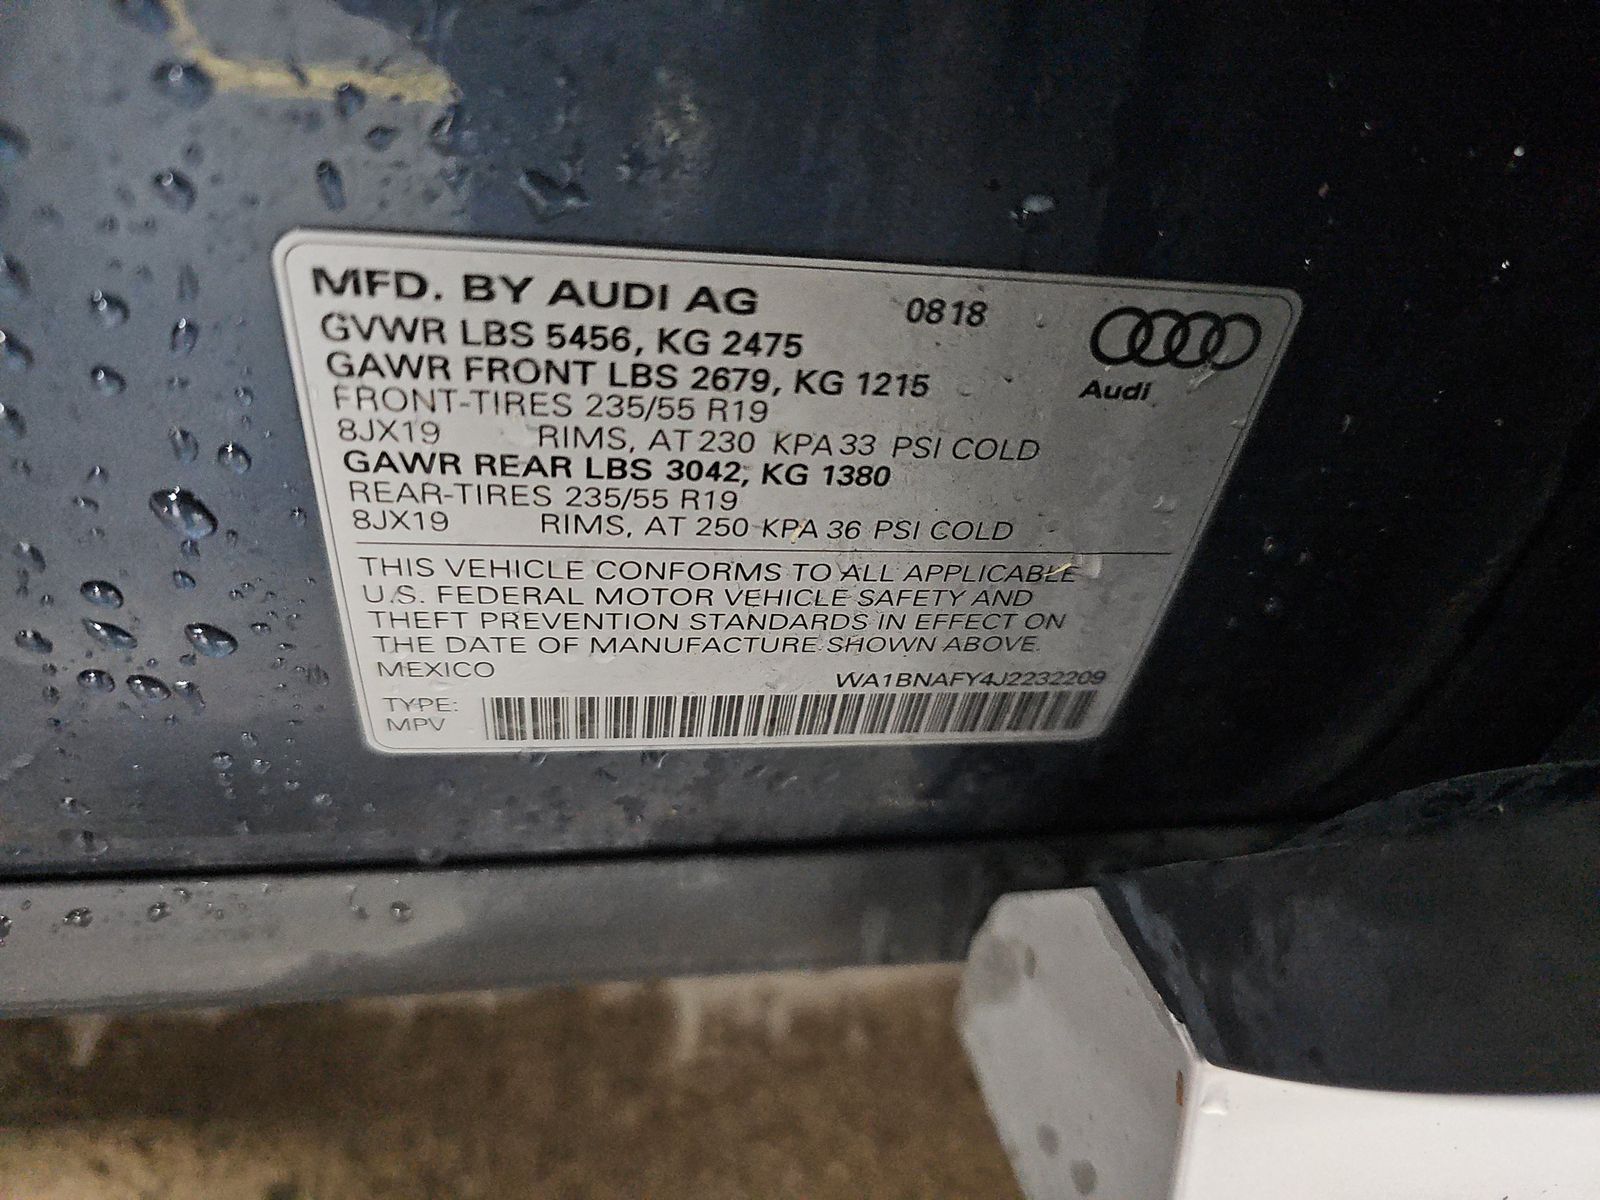 MFD. BY AUDI AG 0818
GVWR LBS 5456, KG 2475
GAWR FRONT LBS 2679, KG 1215
FRONT-TIRES 235/55 R19
8JX19 RIMS, AT 230 KPA 33 PSI COLD
GAWR REAR LBS 3042, KG 1380
REAR-TIRES 235/55 R19
8JX19 RIMS, AT 250 KPA 36 PSI COLD
Audi
THIS VEHICLE CONFORMS TO ALL APPLICABLE
U.S. FEDERAL MOTOR VEHICLE SAFETY AND
THEFT PREVENTION STANDARDS IN EFFECT ON
THE DATE OF MANUFACTURE SHOWN ABOVE.
MEXICO WA1BNAFY4J2232209
TYPE:
MPV